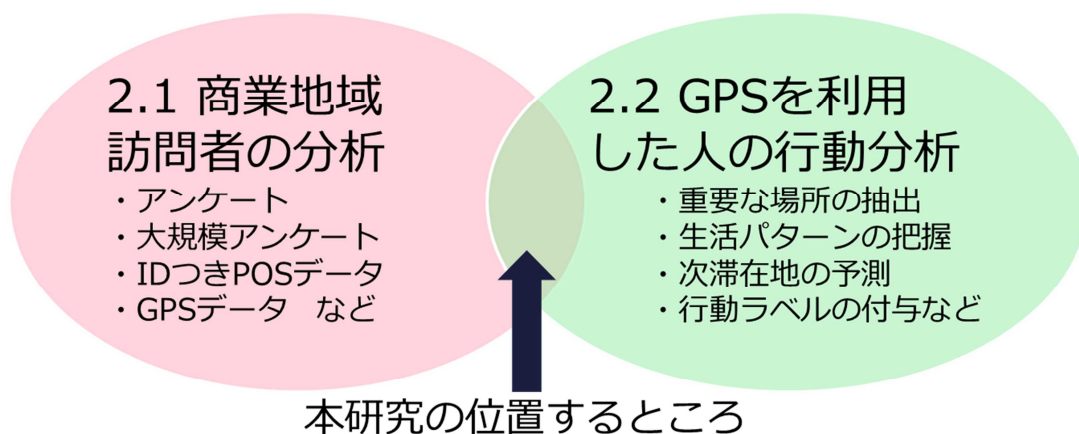 2.1 商業地域
訪問者の分析
・アンケート
・大規模アンケート
・IDつきPOSデータ
・GPSデータ　など
2.2 GPSを利用
した人の行動分析
・重要な場所の抽出
・生活パターンの把握
・次滞在地の予測
・行動ラベルの付与など
本研究の位置するところ